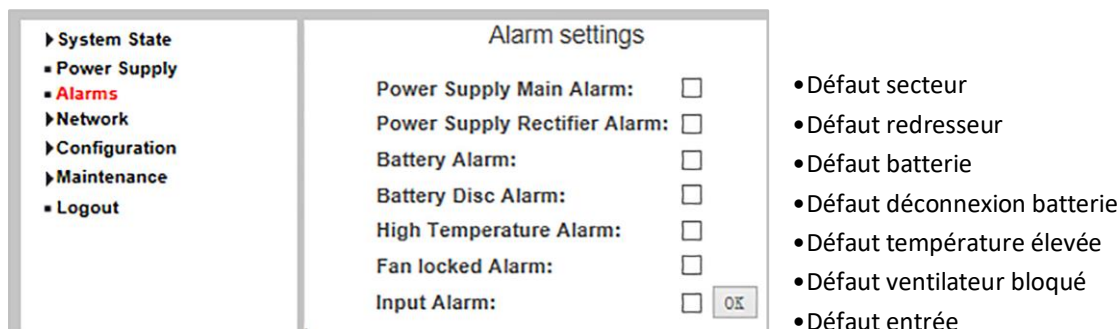 System State
Power Supply
Alarms
Network
Configuration
Maintenance
Logout
Alarm settings
Power Supply Main Alarm:
Power Supply Rectifier Alarm:
Battery Alarm:
Battery Disc Alarm:
High Temperature Alarm:
Fan locked Alarm:
Input Alarm:
OK
•Défaut secteur
•Défaut redresseur
•Défaut batterie
•Défaut déconnexion batterie
•Défaut température élevée
•Défaut ventilateur bloqué
•Défaut entrée